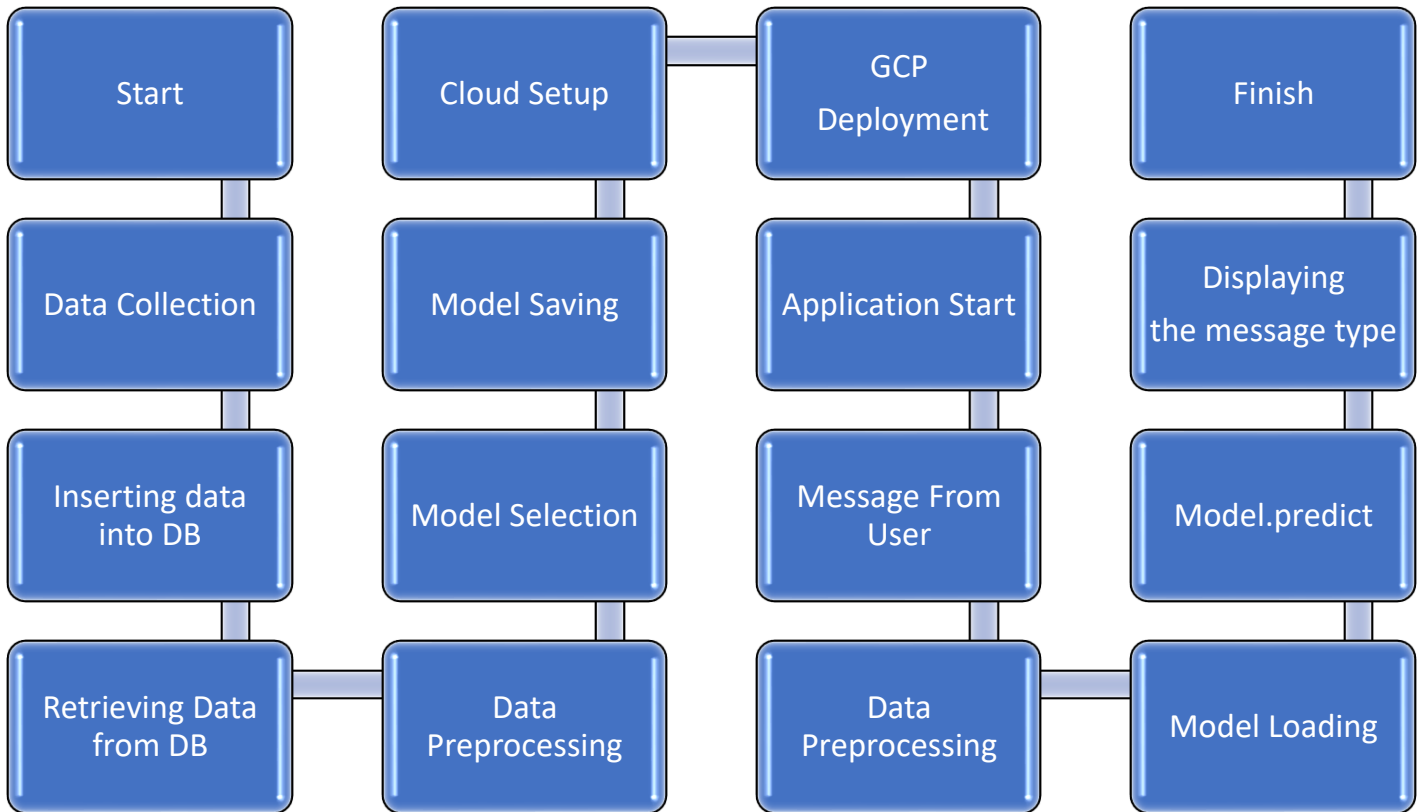 Start
Data Collection
Inserting data
into DB
Retrieving Data
from DB
Data
Preprocessing
Model Selection
Model Saving
Cloud Setup
GCP
Deployment
Application Start
Message From
User
Data
Preprocessing
Model Loading
Model.predict
Displaying
the message type
Finish